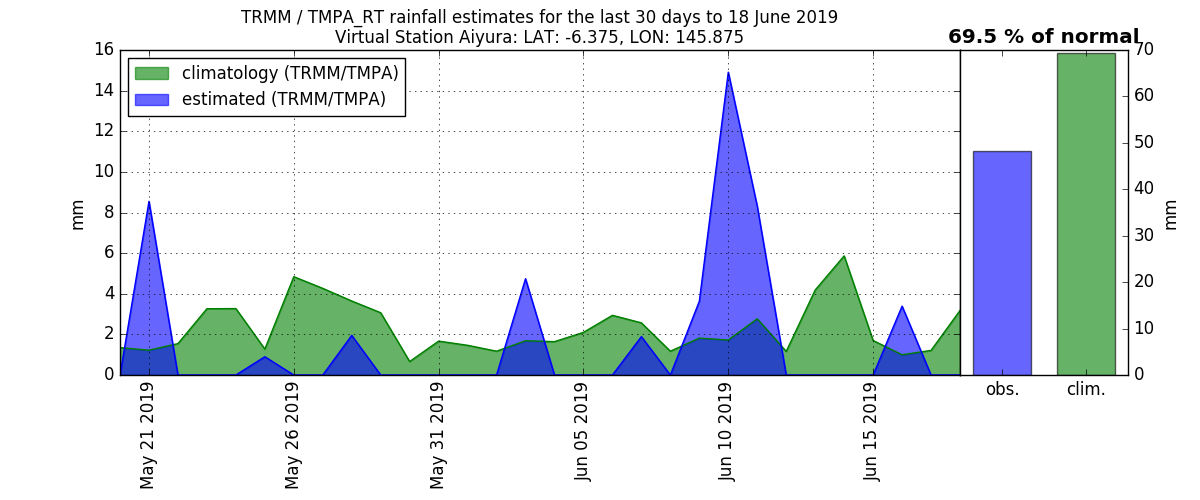 TRMM / TMPA_RT rainfall estimates for the last 30 days to 18 June 2019
Virtual Station Aiyura: LAT: -6.375, LON: 145.875
69.5 % of normal
climatology (TRMM/TMPA)
estimated (TRMM/TMPA)
mm
16
14
12
10
8
6
4
2
0
May 21 2019
May 26 2019
May 31 2019
Jun 05 2019
Jun 10 2019
Jun 15 2019
70
60
50
40
30
20
10
0
mm
obs.
clim.